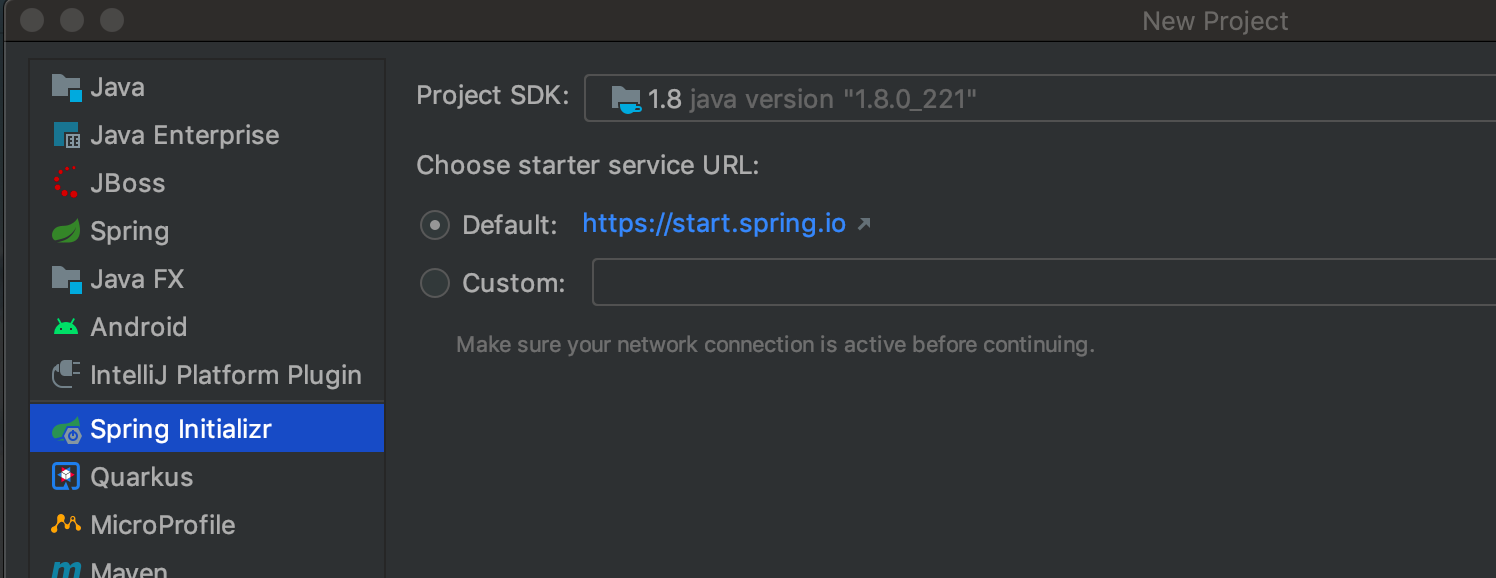 New Project
Java
Java Enterprise
JBoss
Spring
Java FX
Android
IntelliJ Platform Plugin
Spring Initializr
Quarkus
MicroProfile
Maven
Project SDK: 1.8 java version "1.8.0_221"
Choose starter service URL:
Default: https://start.spring.io
Custom:
Make sure your network connection is active before continuing.